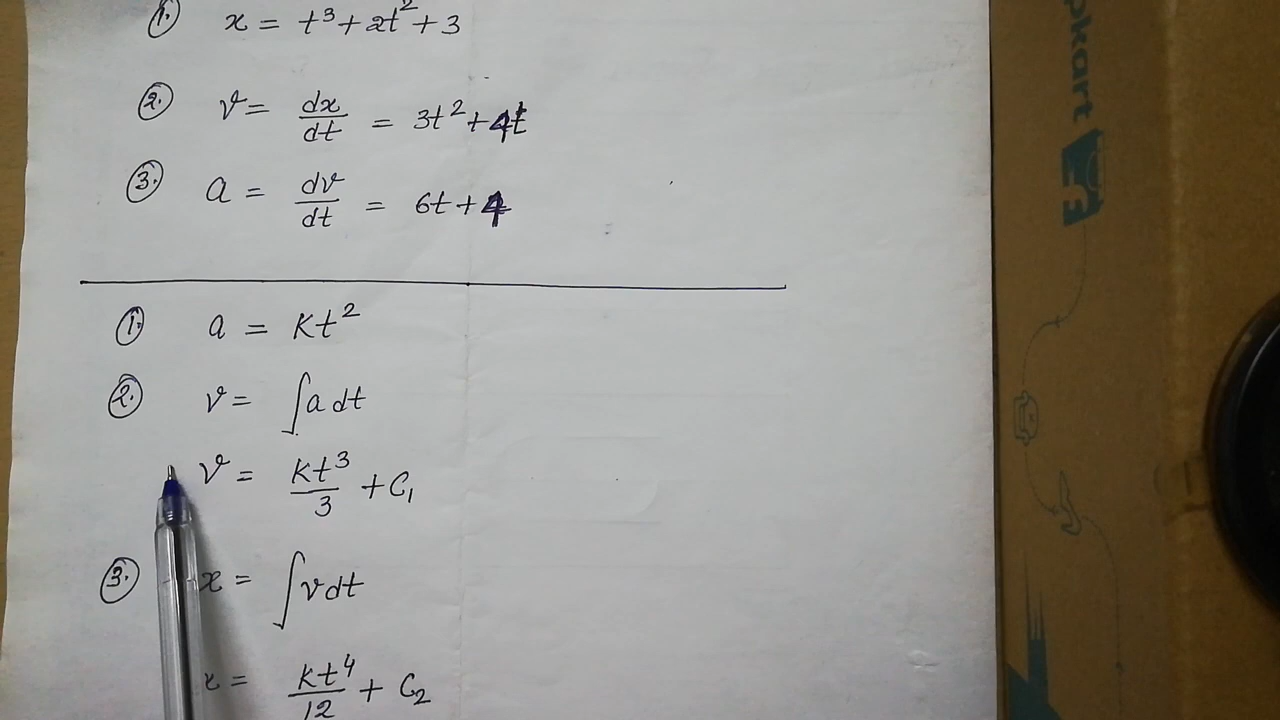 1. x = t³ + 2t² + 3
2. v = dx/dt = 3t² + 4t
3. a = dv/dt = 6t + 4
1. a = Kt²
2. v = ∫a dt
v = Kt³/3 + C₁
3. x = ∫v dt
x = Kt⁴/12 + C₂
pkart